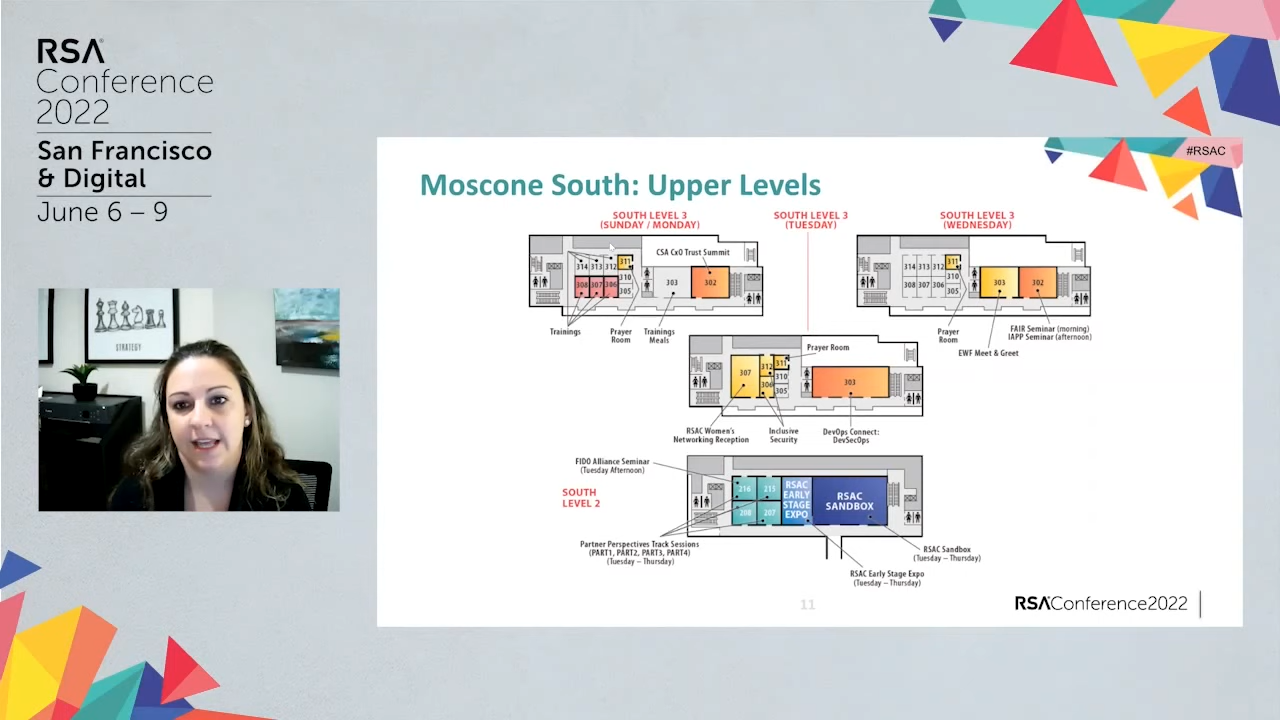 RSA
Conference
2022
San Francisco
& Digital
June 6 – 9
STRATEGY
#RSAC
Moscone South: Upper Levels
SOUTH LEVEL 3
(SUNDAY / MONDAY)
CSA CxO Trust Summit
314 313 312 311
310
308 307 306 305
303
302
Trainings
Prayer
Room
Trainings
Meals
SOUTH LEVEL 3
(TUESDAY)
Prayer Room
307
312 311
310
306 305
303
RSAC Women's
Networking Reception
Inclusive
Security
DevOps Connect:
DevSecOps
SOUTH LEVEL 3
(WEDNESDAY)
314 313 312 311
310
308 307 306 305
303
302
Prayer
Room
EWF Meet & Greet
FAIR Seminar (morning)
IAPP Seminar (afternoon)
SOUTH
LEVEL 2
FIDO Alliance Seminar
(Tuesday Afternoon)
216 215
208 207
RSAC
EARLY
STAGE
EXPO
RSAC
SANDBOX
Partner Perspectives Track Sessions
(PART1, PART2, PART3, PART4)
(Tuesday – Thursday)
RSAC Sandbox
(Tuesday – Thursday)
RSAC Early Stage Expo
(Tuesday – Thursday)
11
RSAConference2022